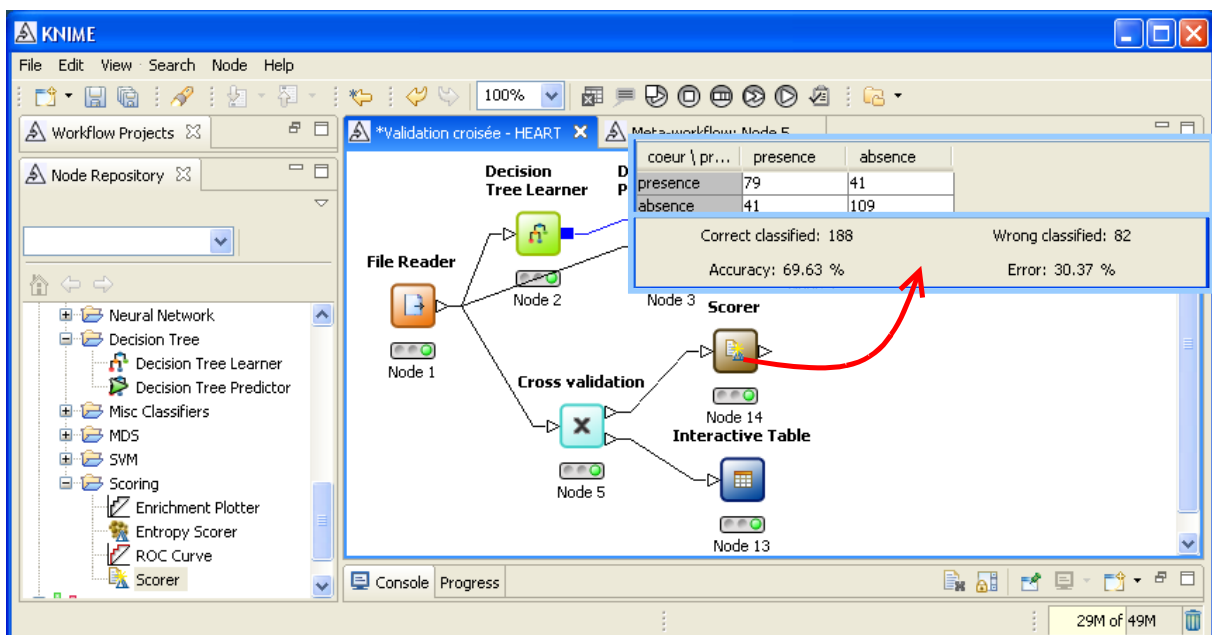 KNIME
File Edit View Search Node Help
100%
Workflow Projects
*Validation croisée - HEART
Meta-workflow: Node 5
Node Repository
Neural Network
Decision Tree
Decision Tree Learner
Decision Tree Predictor
Misc Classifiers
MDS
SVM
Scoring
Enrichment Plotter
Entropy Scorer
ROC Curve
Scorer
Decision
Tree Learner
D
P
Node 2
File Reader
Node 1
Node 3
Cross validation
Node 5
Scorer
Node 14
Interactive Table
Node 13
coeur \ pr... presence absence
presence 79 41
absence 41 109
Correct classified: 188 Wrong classified: 82
Accuracy: 69.63 % Error: 30.37 %
Console Progress
29M of 49M